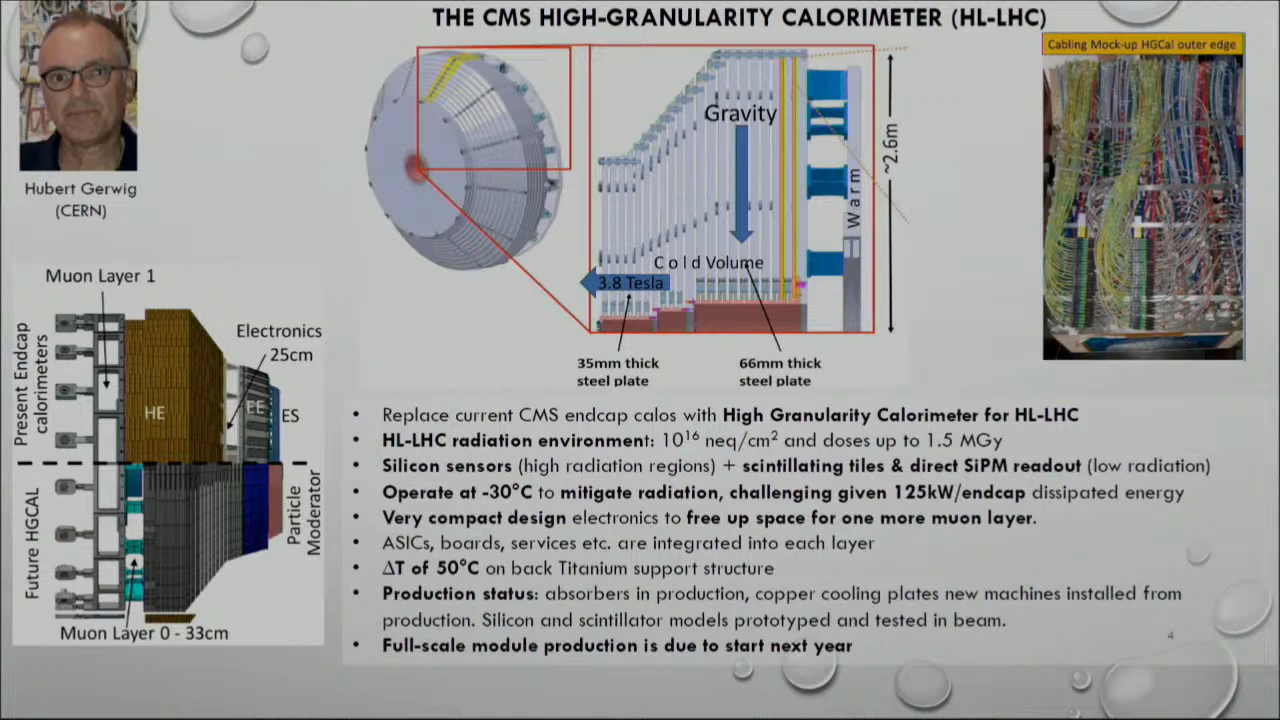 THE CMS HIGH-GRANULARITY CALORIMETER (HL-LHC)
Hubert Gerwig
(CERN)
Cabling Mock-up HGCal outer edge
Gravity
~2.6m
Warm
Cold Volume
3.8 Tesla
35mm thick
steel plate
66mm thick
steel plate
Muon Layer 1
Electronics
25cm
Present Endcap
calorimeters
HE
EE
ES
Future HGCAL
Particle
Moderator
Muon Layer 0 - 33cm
• Replace current CMS endcap calos with High Granularity Calorimeter for HL-LHC
• HL-LHC radiation environment: 10¹⁶ neq/cm² and doses up to 1.5 MGy
• Silicon sensors (high radiation regions) + scintillating tiles & direct SiPM readout (low radiation)
• Operate at -30°C to mitigate radiation, challenging given 125kW/endcap dissipated energy
• Very compact design electronics to free up space for one more muon layer.
• ASICs, boards, services etc. are integrated into each layer
• ΔT of 50°C on back Titanium support structure
• Production status: absorbers in production, copper cooling plates new machines installed from
production. Silicon and scintillator models prototyped and tested in beam.
• Full-scale module production is due to start next year
4